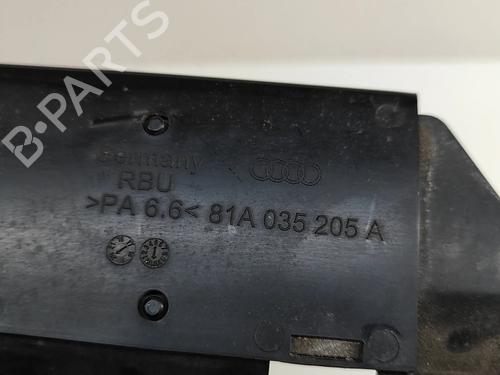 B-PARTS
Germany
RBU
>PA 6.6< 81A 035 205 A